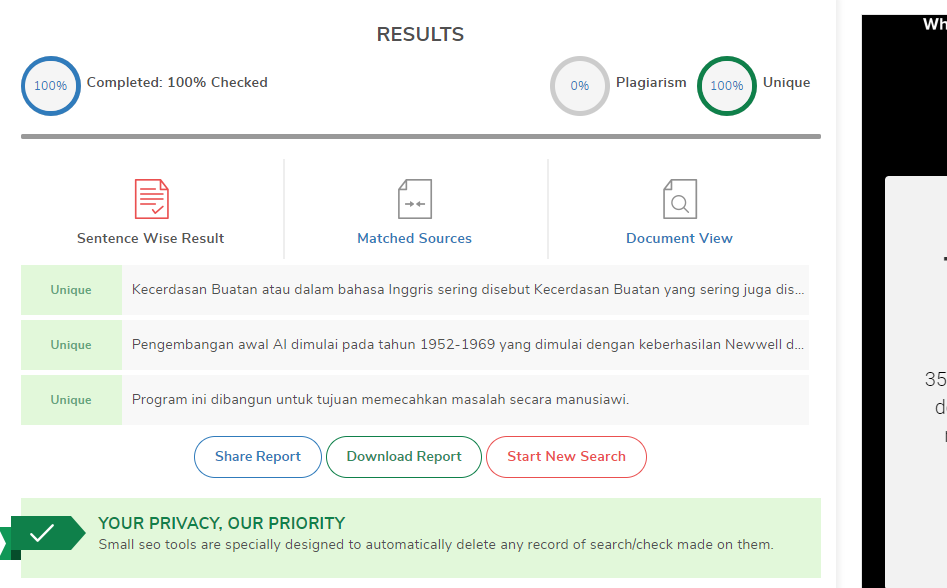 RESULTS
Wh
100%
Completed: 100% Checked
0%
Plagiarism
100%
Unique
Sentence Wise Result
Matched Sources
Document View
Unique
Kecerdasan Buatan atau dalam bahasa Inggris sering disebut Kecerdasan Buatan yang sering juga dis...
Unique
Pengembangan awal AI dimulai pada tahun 1952-1969 yang dimulai dengan keberhasilan Newwell d...
Unique
Program ini dibangun untuk tujuan memecahkan masalah secara manusiawi.
35
Share Report
Download Report
Start New Search
YOUR PRIVACY, OUR PRIORITY
Small seo tools are specially designed to automatically delete any record of search/check made on them.